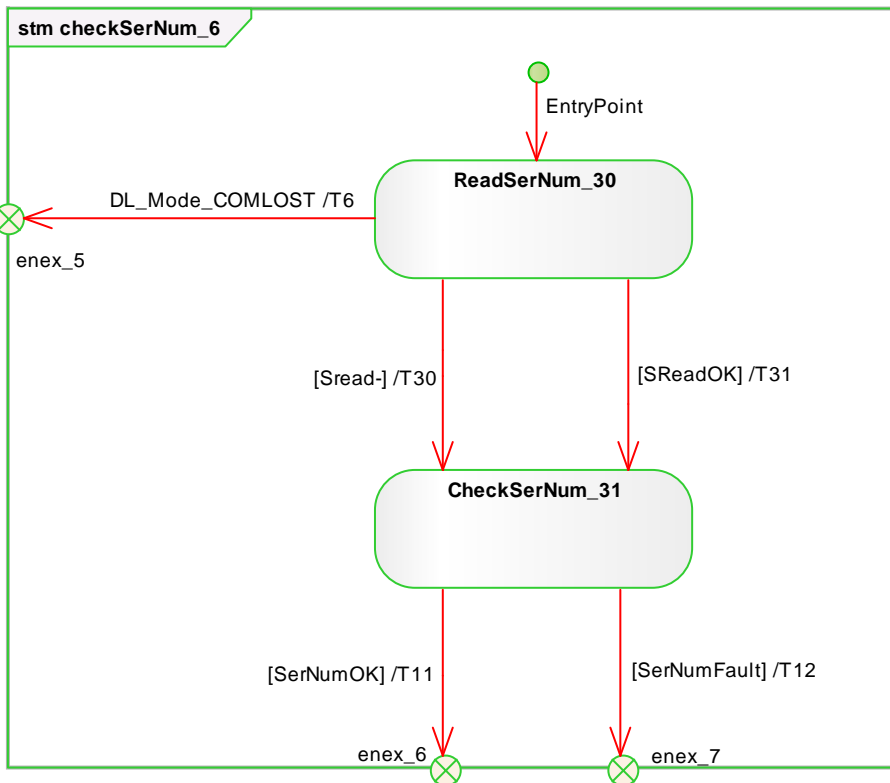 stm checkSerNum_6
EntryPoint
ReadSerNum_30
DL_Mode_COMLOST /T6
enex_5
[Sread-] /T30
[SReadOK] /T31
CheckSerNum_31
[SerNumOK] /T11
[SerNumFault] /T12
enex_6
enex_7